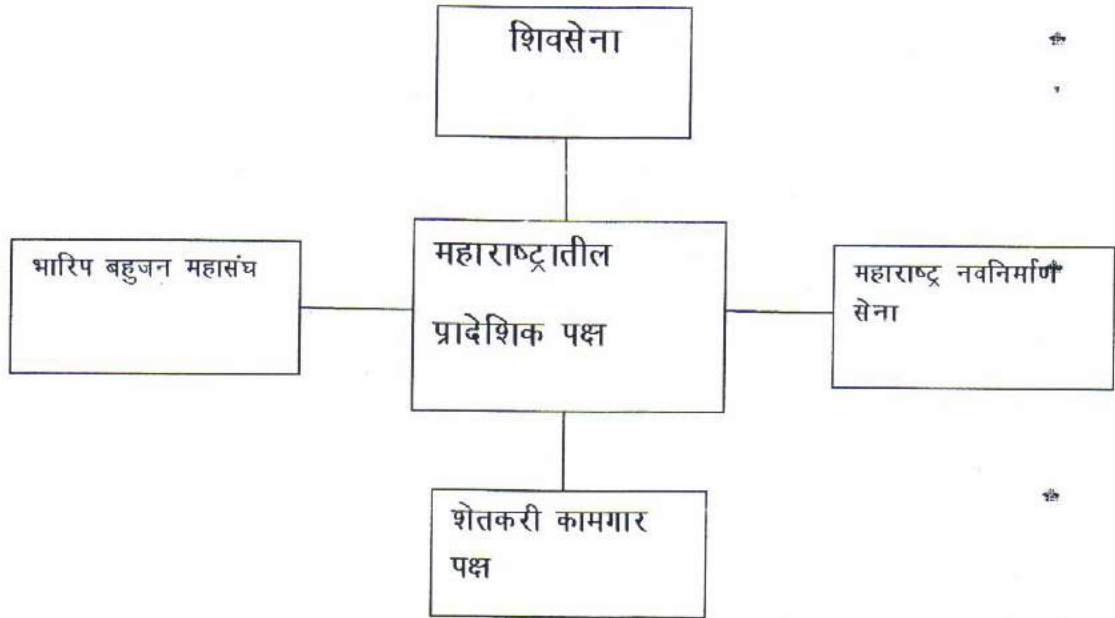 शिवसेना
भारिप बहुजन महासंघ
महाराष्ट्रातील
प्रादेशिक पक्ष
महाराष्ट्र नवनिर्माण
सेना
शेतकरी कामगार
पक्ष